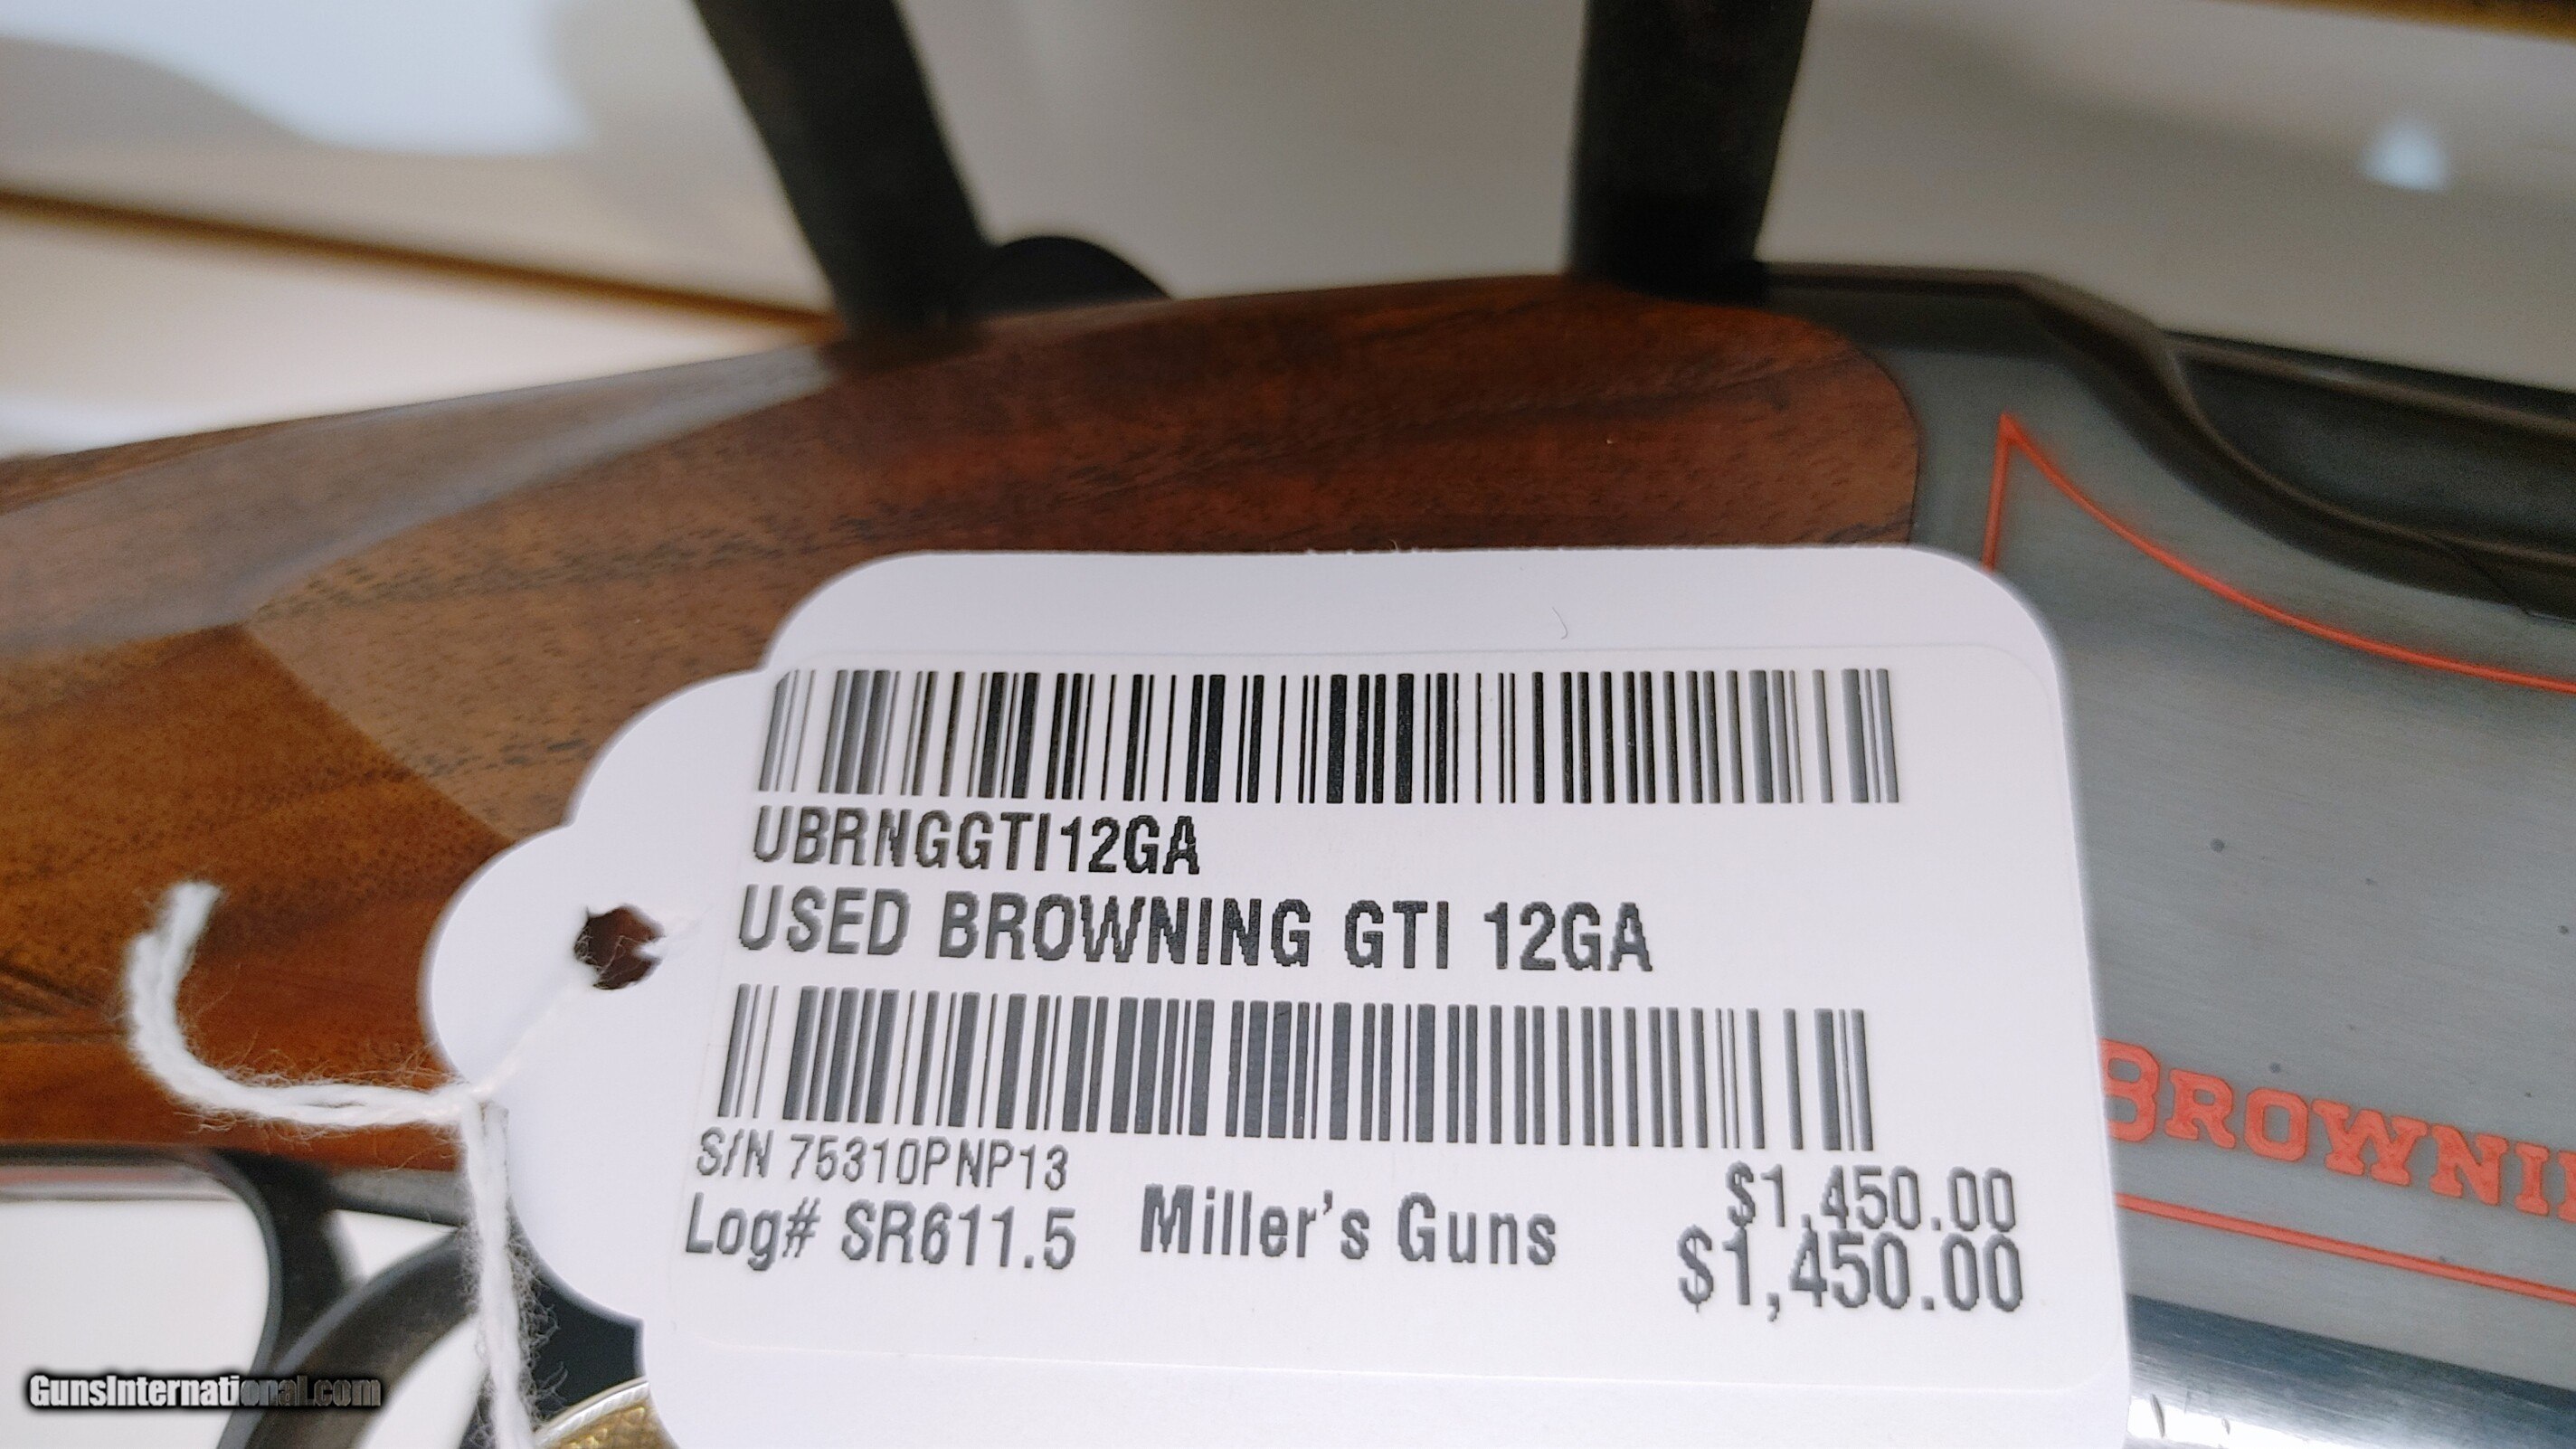 UBRNGGTI12GA
USED BROWNING GTI 12GA
S/N 75310PNP13
$1,450.00
Log# SR611.5 Miller's Guns $1,450.00
BROWNI
GunsInternational.com